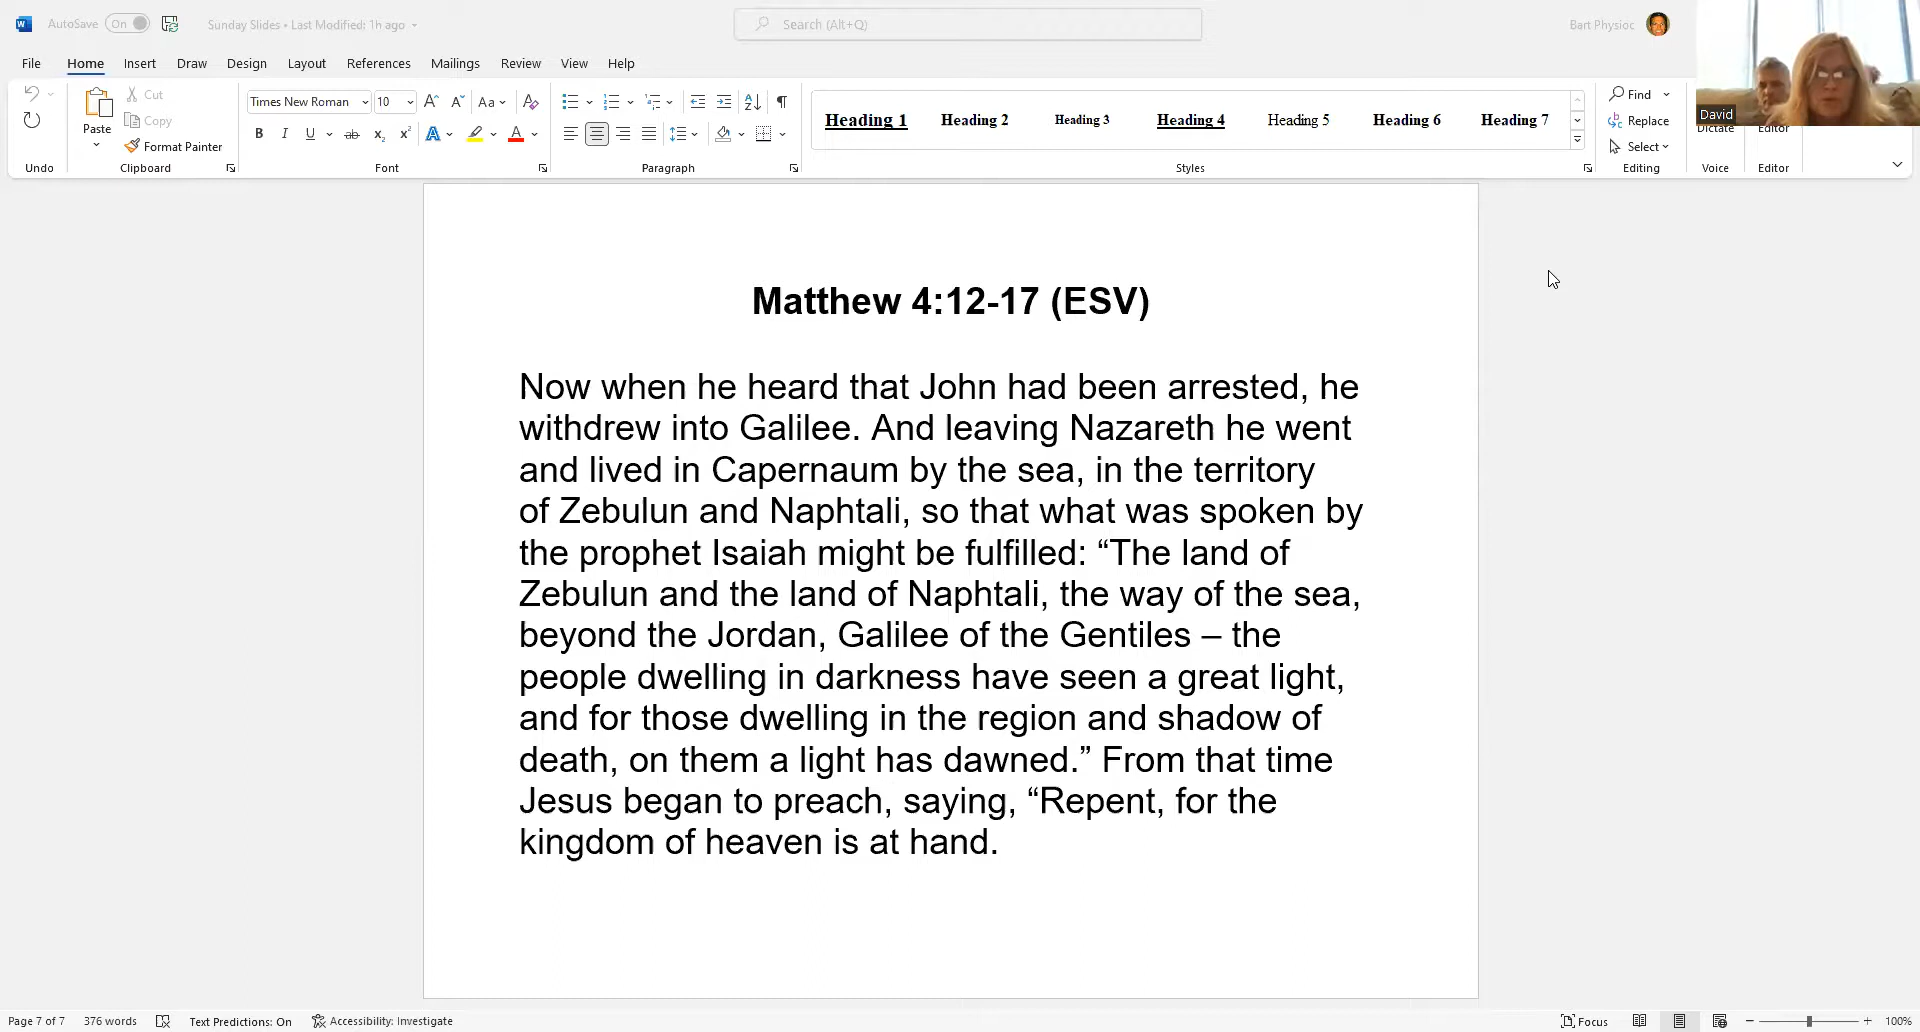 AutoSave On Sunday Slides • Last Modified: 1h ago Search (Alt+Q) Bart Physioc
File Home Insert Draw Design Layout References Mailings Review View Help
Paste Cut Copy Format Painter
Times New Roman 10
Heading 1 Heading 2 Heading 3 Heading 4 Heading 5 Heading 6 Heading 7
Find Replace Select
David
Dictate Editor
Undo Clipboard Font Paragraph Styles Editing Voice Editor
Matthew 4:12-17 (ESV)
Now when he heard that John had been arrested, he
withdrew into Galilee. And leaving Nazareth he went
and lived in Capernaum by the sea, in the territory
of Zebulun and Naphtali, so that what was spoken by
the prophet Isaiah might be fulfilled: “The land of
Zebulun and the land of Naphtali, the way of the sea,
beyond the Jordan, Galilee of the Gentiles – the
people dwelling in darkness have seen a great light,
and for those dwelling in the region and shadow of
death, on them a light has dawned.” From that time
Jesus began to preach, saying, “Repent, for the
kingdom of heaven is at hand.
Page 7 of 7 376 words Text Predictions: On Accessibility: Investigate Focus 100%